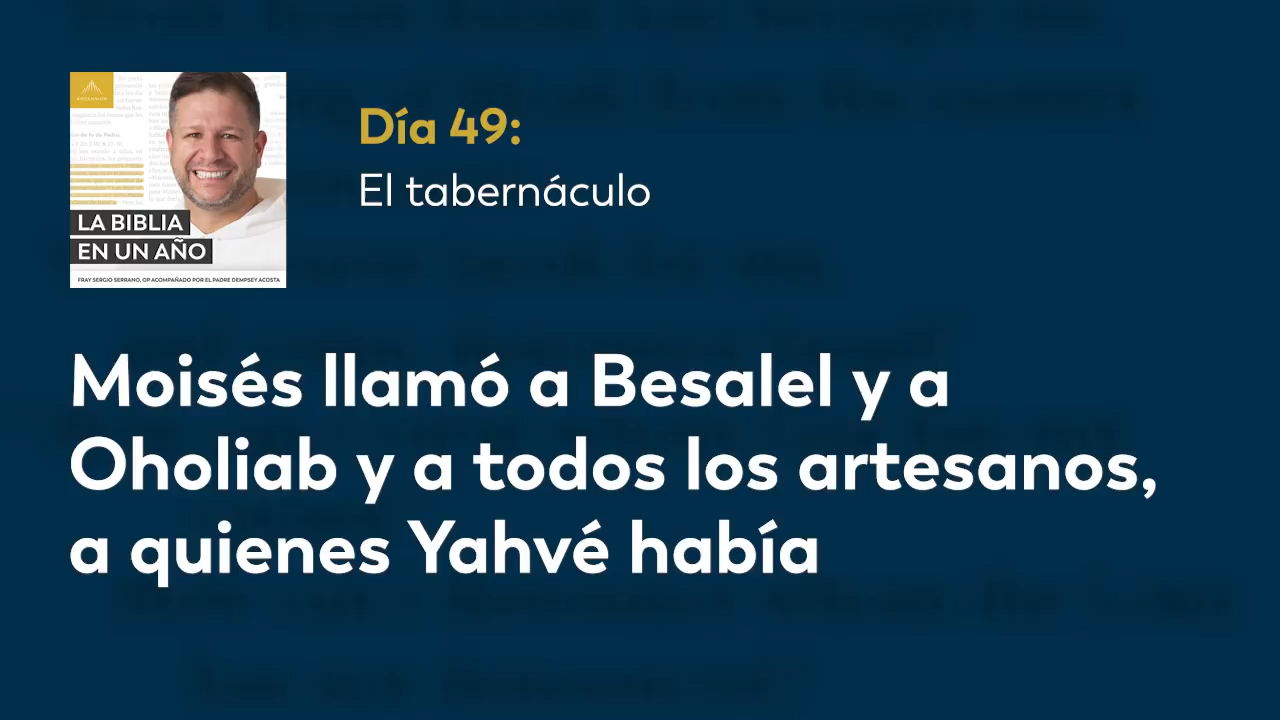 ASCENSION
LA BIBLIA
EN UN AÑO
FRAY SERGIO SERRANO, OP ACOMPAÑADO POR EL PADRE DEMPSEY ACOSTA
Día 49:
El tabernáculo
Moisés llamó a Besalel y a
Oholiab y a todos los artesanos,
a quienes Yahvé había